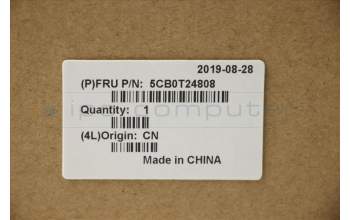 2019-08-28
(P)FRU P/N: 5CB0T24808
Quantity: 1
(4L)Origin: CN
Made in CHINA